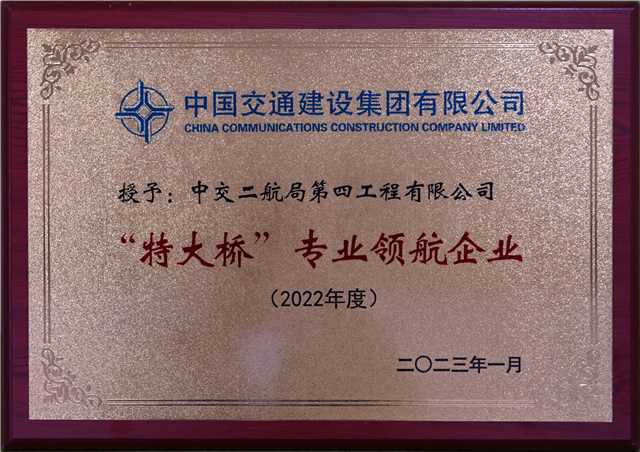 中国交通建设集团有限公司
CHINA COMMUNICATIONS CONSTRUCTION COMPANY LIMITED
授予：中交二航局第四工程有限公司
“特大桥”专业领航企业
（2022年度）
二〇二三年一月